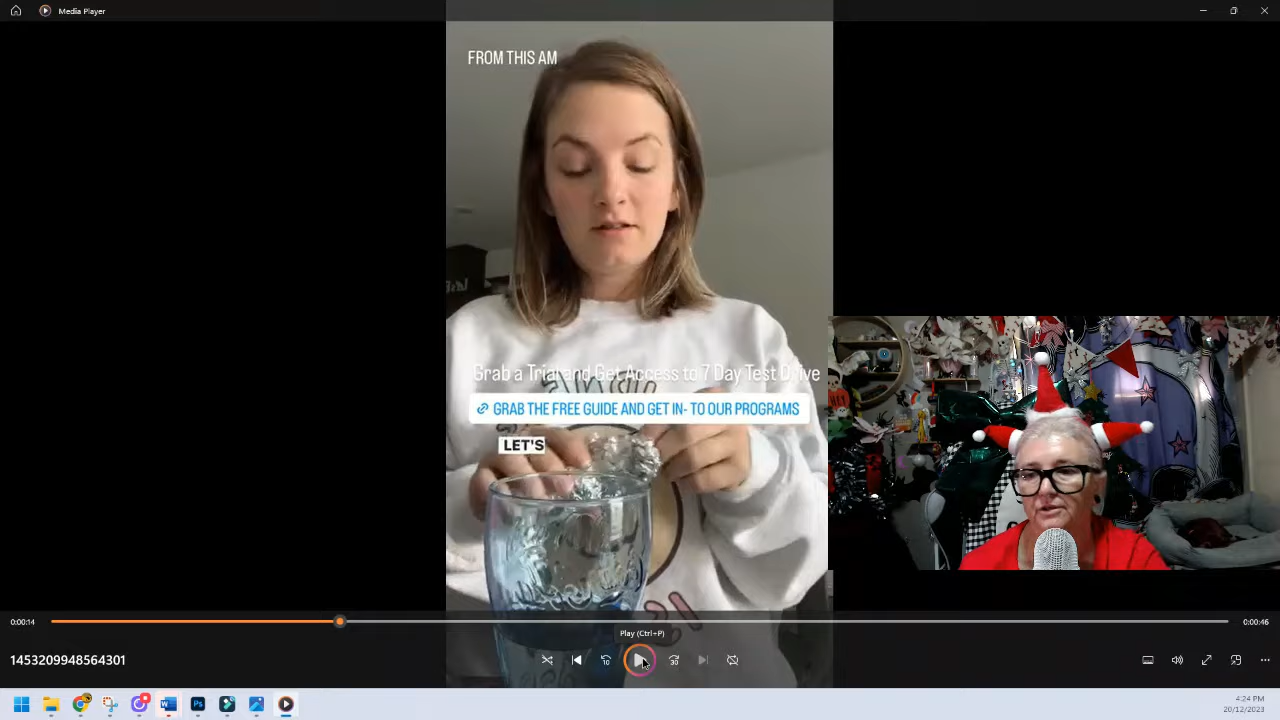 Media Player
FROM THIS AM
Grab a Trial and Get Access to 7 Day Test Drive
GRAB THE FREE GUIDE AND GET IN- TO OUR PROGRAMS
LET'S
0:00:14
Play (Ctrl+P)
0:00:46
1453209948564301
10
30
4:24 PM
20/12/2023